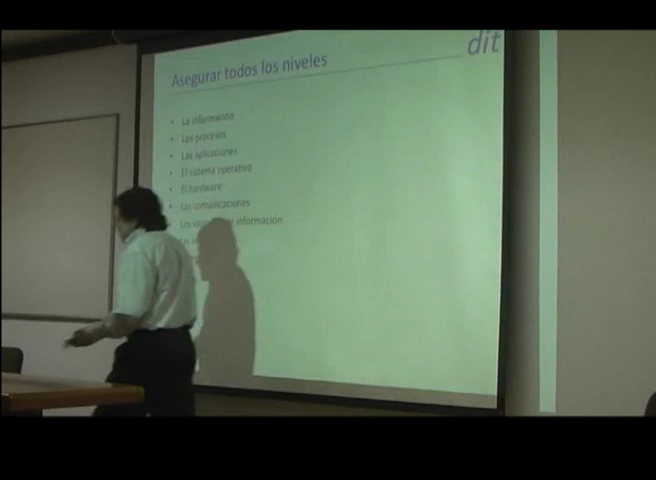 Asegurar todos los niveles
dit
• La información
• Los procesos
• Las aplicaciones
• El sistema operativo
• El hardware
• Las comunicaciones
Los información